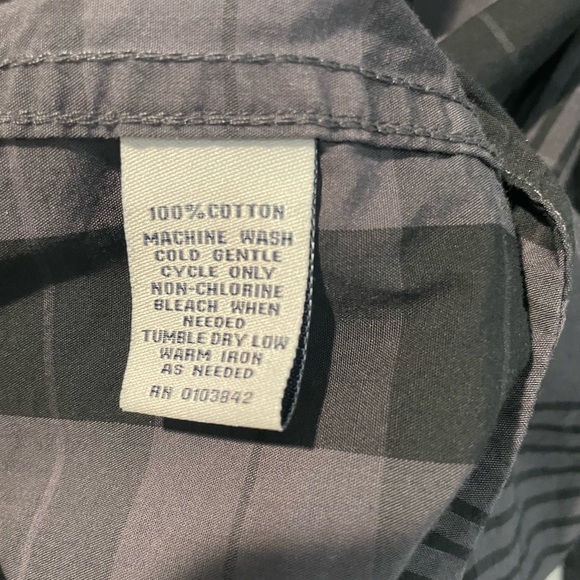 100% COTTON
MACHINE WASH
COLD GENTLE
CYCLE ONLY
NON-CHLORINE
BLEACH WHEN
NEEDED
TUMBLE DRY LOW
WARM IRON
AS NEEDED
RN 0103842